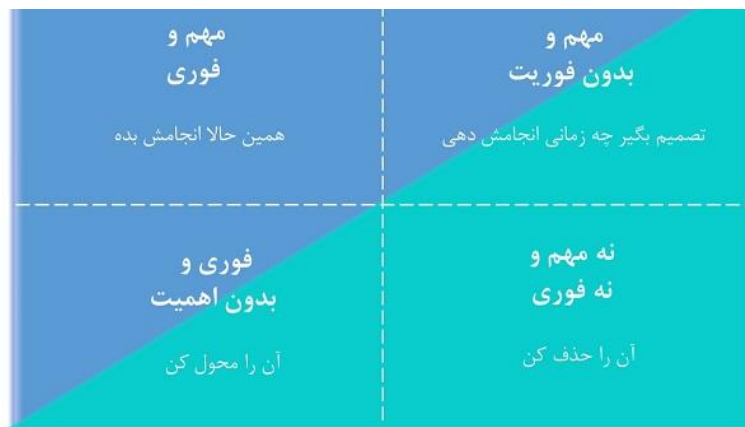 مهم و
فوری
همین حالا انجامش بده
مهم و
بدون فوریت
تصمیم بگیر چه زمانی انجامش دهی
فوری و
بدون اهمیت
آن را محول کن
نه مهم و
نه فوری
آن را حذف کن